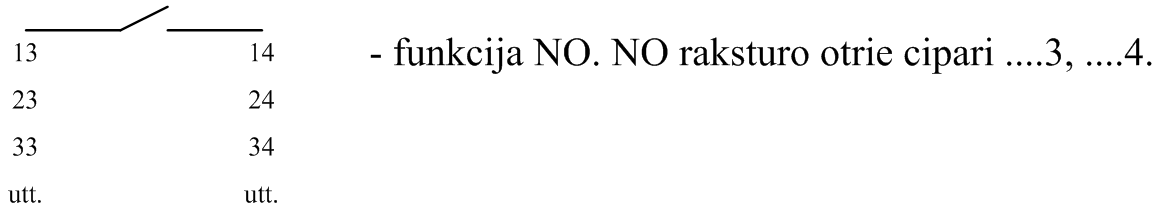 13 14 - funkcija NO. NO raksturo otrie cipari ....3, ....4.
23 24
33 34
utt. utt.